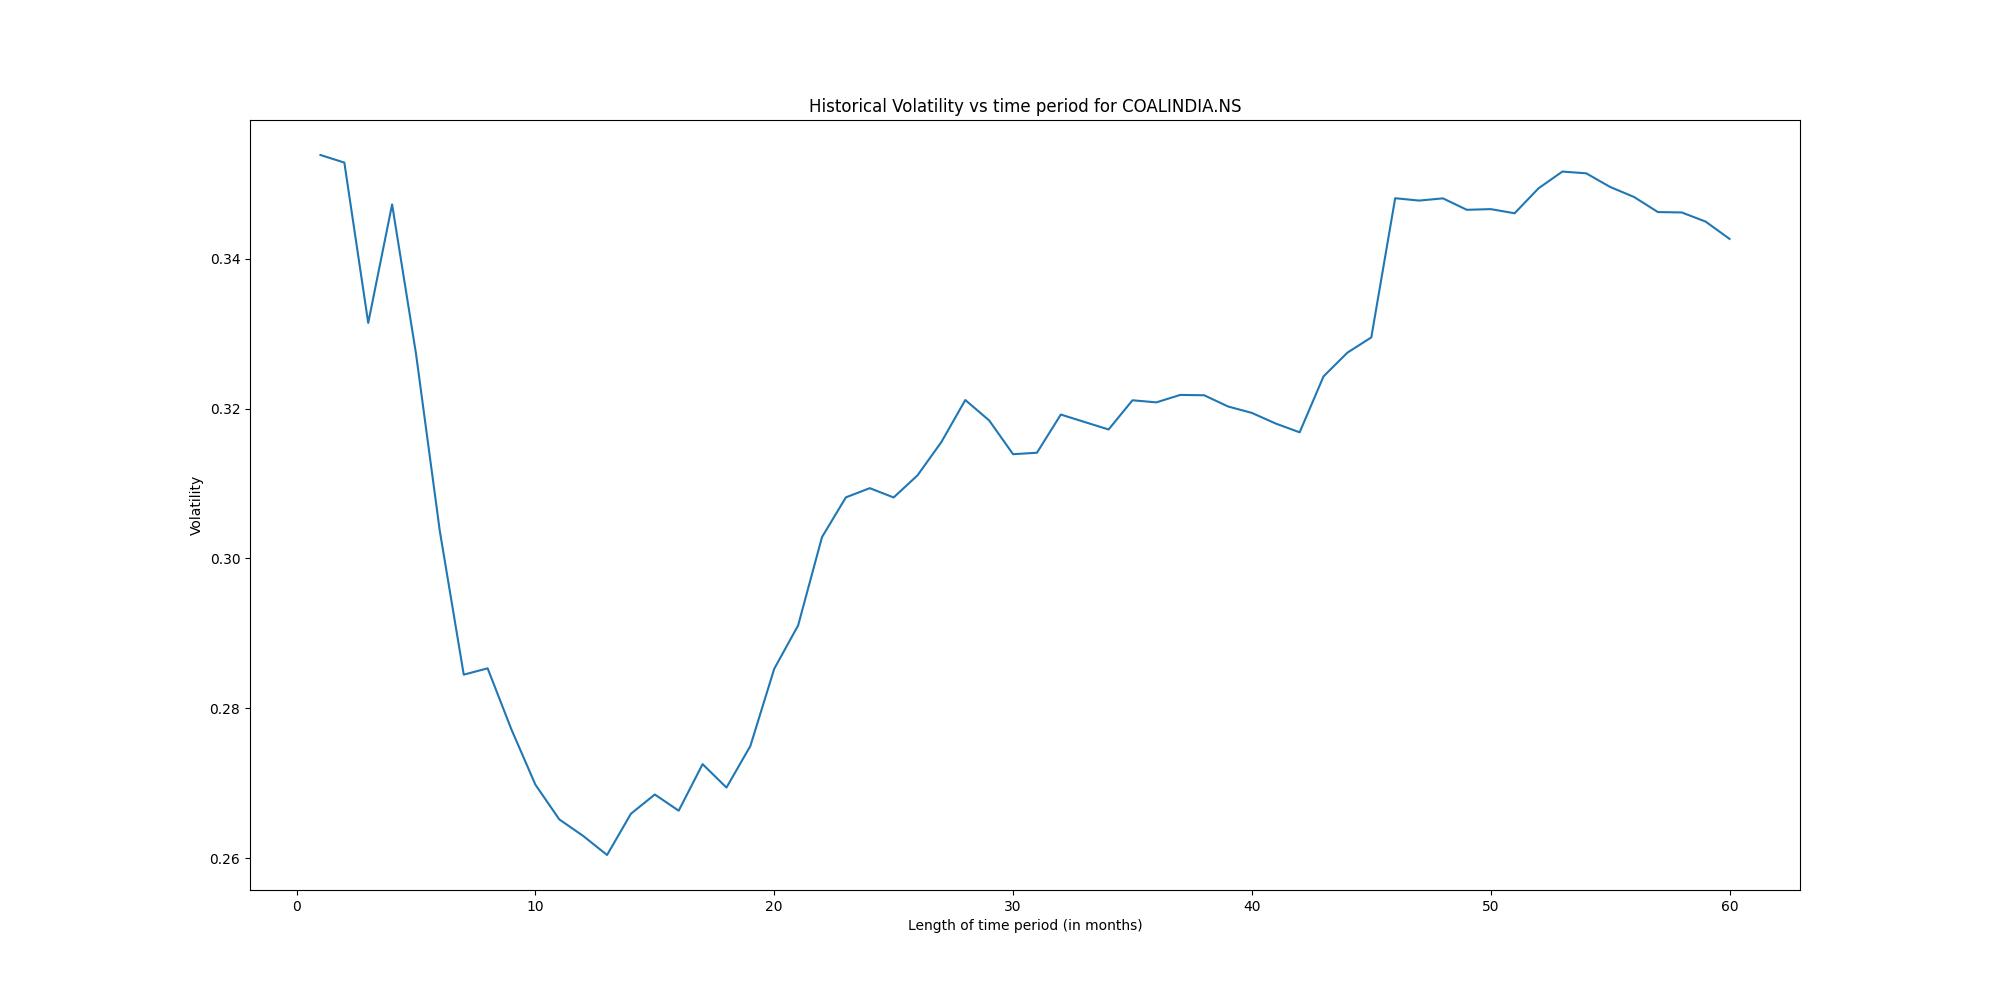 Historical Volatility vs time period for COALINDIA.NS
Volatility
0.34
0.32
0.30
0.28
0.26
0 10 20 30 40 50 60
Length of time period (in months)